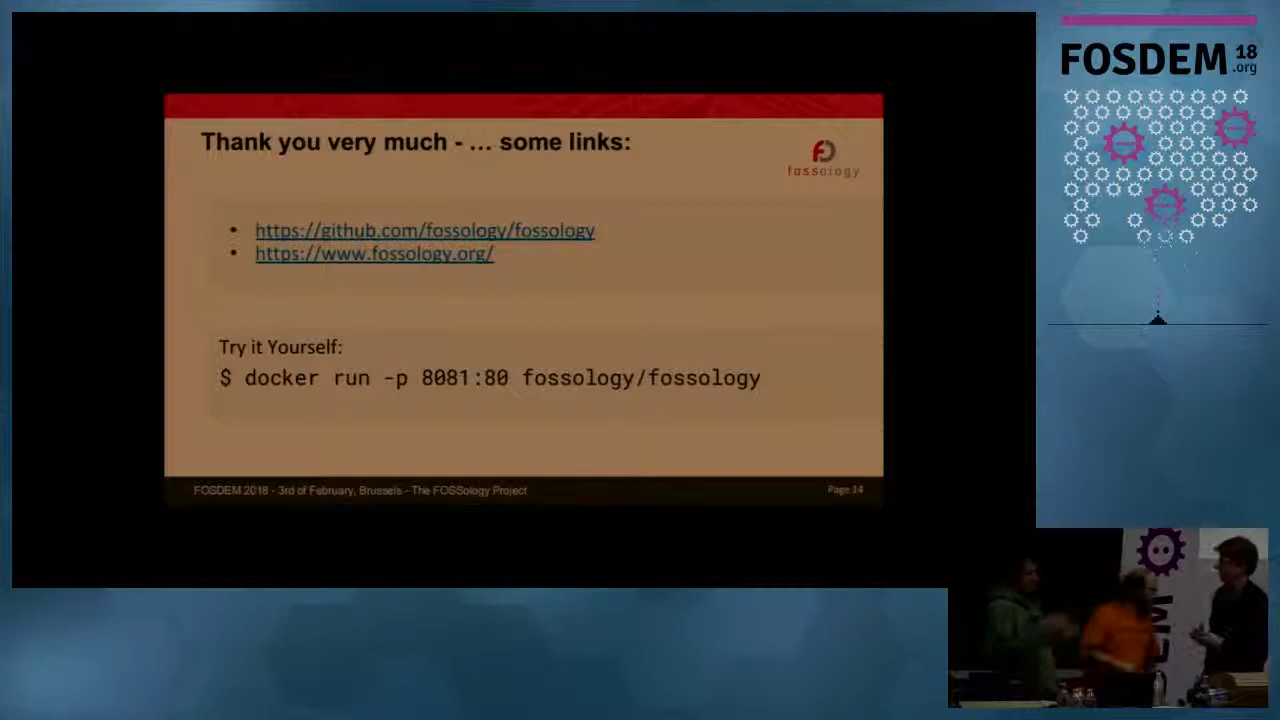 Thank you very much - ... some links:
fossology
• https://github.com/fossology/fossology
• https://www.fossology.org/
Try it Yourself:
$ docker run -p 8081:80 fossology/fossology
FOSDEM 2018 - 3rd of February, Brussels - The FOSSology Project
Page 14
FOSDEM 18
.org